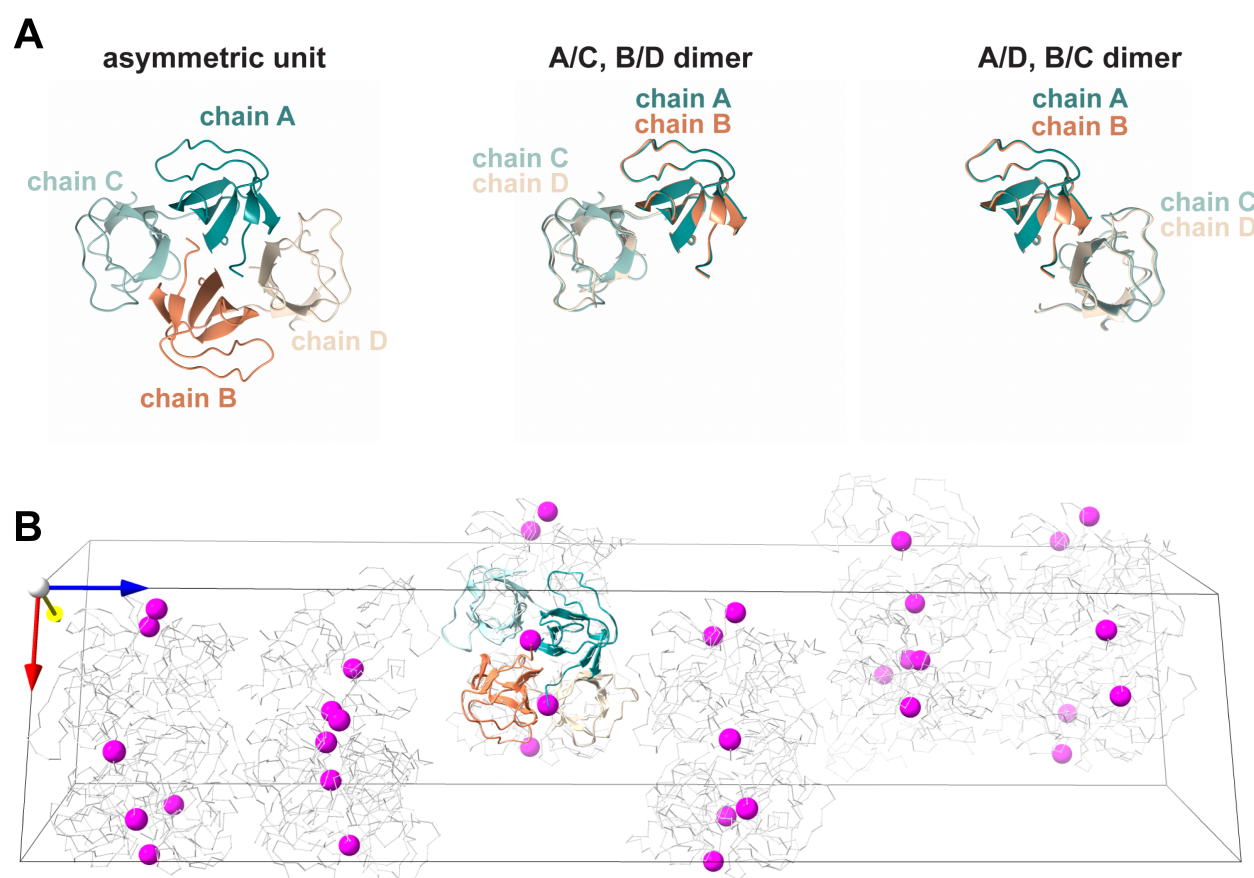 A
asymmetric unit
chain A
chain C
chain D
chain B
A/C, B/D dimer
chain A
chain B
chain C
chain D
A/D, B/C dimer
chain A
chain B
chain C
chain D
B